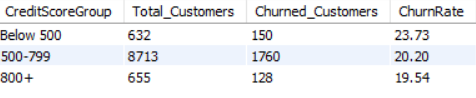 CreditScoreGroup Total_Customers Churned_Customers ChurnRate
Below 500 632 150 23.73
500-799 8713 1760 20.20
800+ 655 128 19.54